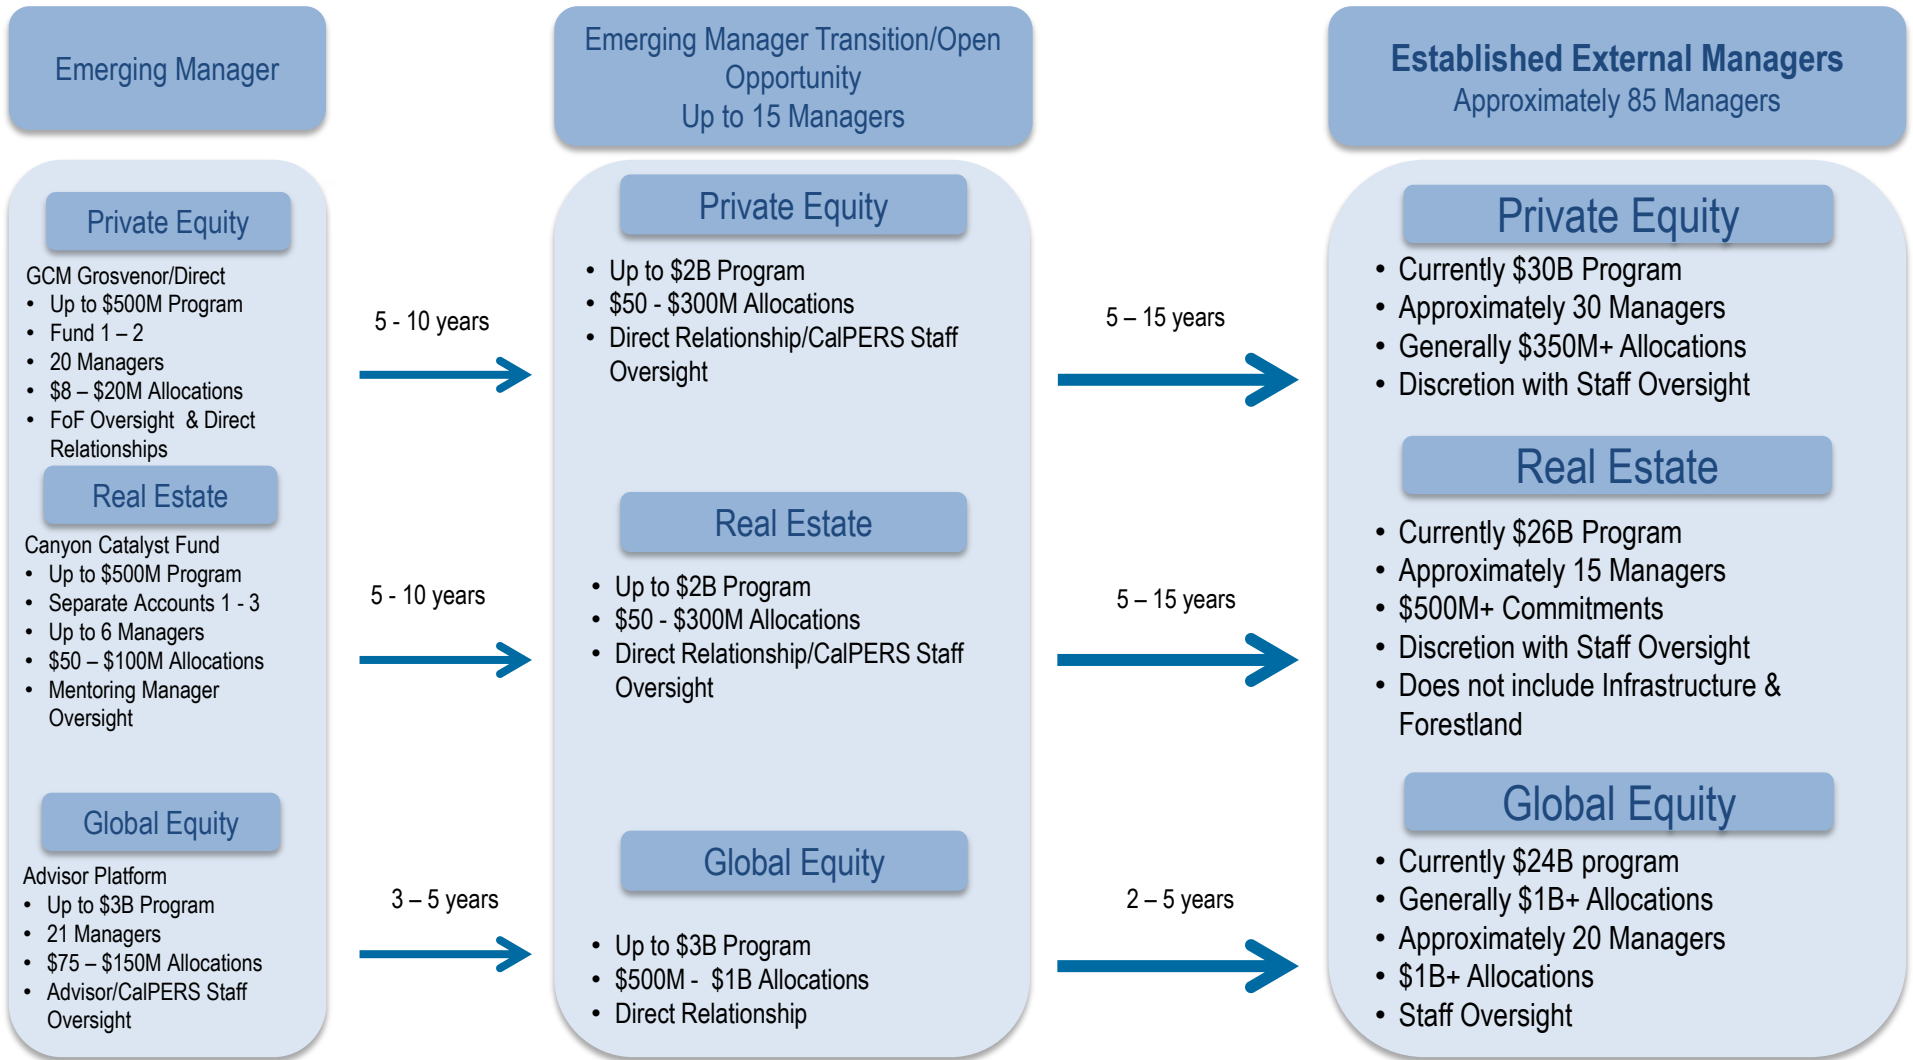 Emerging Manager
Emerging Manager Transition/Open
Opportunity
Up to 15 Managers
Established External Managers
Approximately 85 Managers
Private Equity
GCM Grosvenor/Direct
• Up to $500M Program
• Fund 1 – 2
• 20 Managers
• $8 – $20M Allocations
• FoF Oversight & Direct
Relationships
Real Estate
Canyon Catalyst Fund
• Up to $500M Program
• Separate Accounts 1 - 3
• Up to 6 Managers
• $50 – $100M Allocations
• Mentoring Manager
Oversight
Global Equity
Advisor Platform
• Up to $3B Program
• 21 Managers
• $75 – $150M Allocations
• Advisor/CalPERS Staff
Oversight
5 - 10 years
5 - 10 years
3 – 5 years
Private Equity
• Up to $2B Program
• $50 - $300M Allocations
• Direct Relationship/CalPERS Staff
Oversight
Real Estate
• Up to $2B Program
• $50 - $300M Allocations
• Direct Relationship/CalPERS Staff
Oversight
Global Equity
• Up to $3B Program
• $500M - $1B Allocations
• Direct Relationship
5 – 15 years
5 – 15 years
2 – 5 years
Private Equity
• Currently $30B Program
• Approximately 30 Managers
• Generally $350M+ Allocations
• Discretion with Staff Oversight
Real Estate
• Currently $26B Program
• Approximately 15 Managers
• $500M+ Commitments
• Discretion with Staff Oversight
• Does not include Infrastructure &
Forestland
Global Equity
• Currently $24B program
• Generally $1B+ Allocations
• Approximately 20 Managers
• $1B+ Allocations
• Staff Oversight